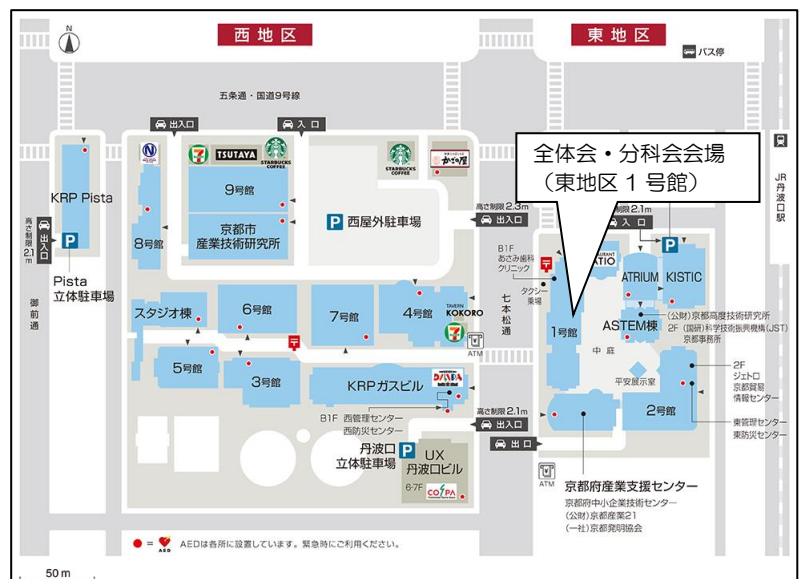 N
西地区
東地区
バス停
五条通・国道9号線
出入口
入 口
TSUTAYA
STARBUCKS
COFFEE
STARBUCKS
COFFEE
かごの屋
全体会・分科会会場
(東地区1号館)
JR丹波口駅
KRP Pista
9号館
京都市
産業技術研究所
8号館
P 西屋外駐車場
高さ制限2.3m
出入口
高さ制限2.1m
出入口
P
Pista
立体駐車場
御前通
2.1m
入 口
P
B1F
あさみ歯科
クリニック
タクシー
乗場
ATIO
ATRIUM
KISTIC
七本松通
スタジオ棟
6号館
7号館
4号館
TAVERN
KOKORO
ATM
1号館
ASTEM棟
(公財)京都高度技術研究所
2F (国研)科学技術振興機構(JST)
京都事務所
中 庭
平安展示室
5号館
3号館
KRPガスビル
B1F 西管理センター
西防災センター
2F
ジェトロ
京都貿易
情報センター
2号館
東管理センター
東防災センター
高さ制限2.1m
出入口
出 口
丹波口
立体駐車場
P
UX
丹波口ビル
6-7F
COSPA
ATM
京都府産業支援センター
京都府中小企業技術センター
(公財)京都産業21
(一社)京都発明協会
= AED AEDは各所に設置しています。緊急時にご利用ください。
50 m